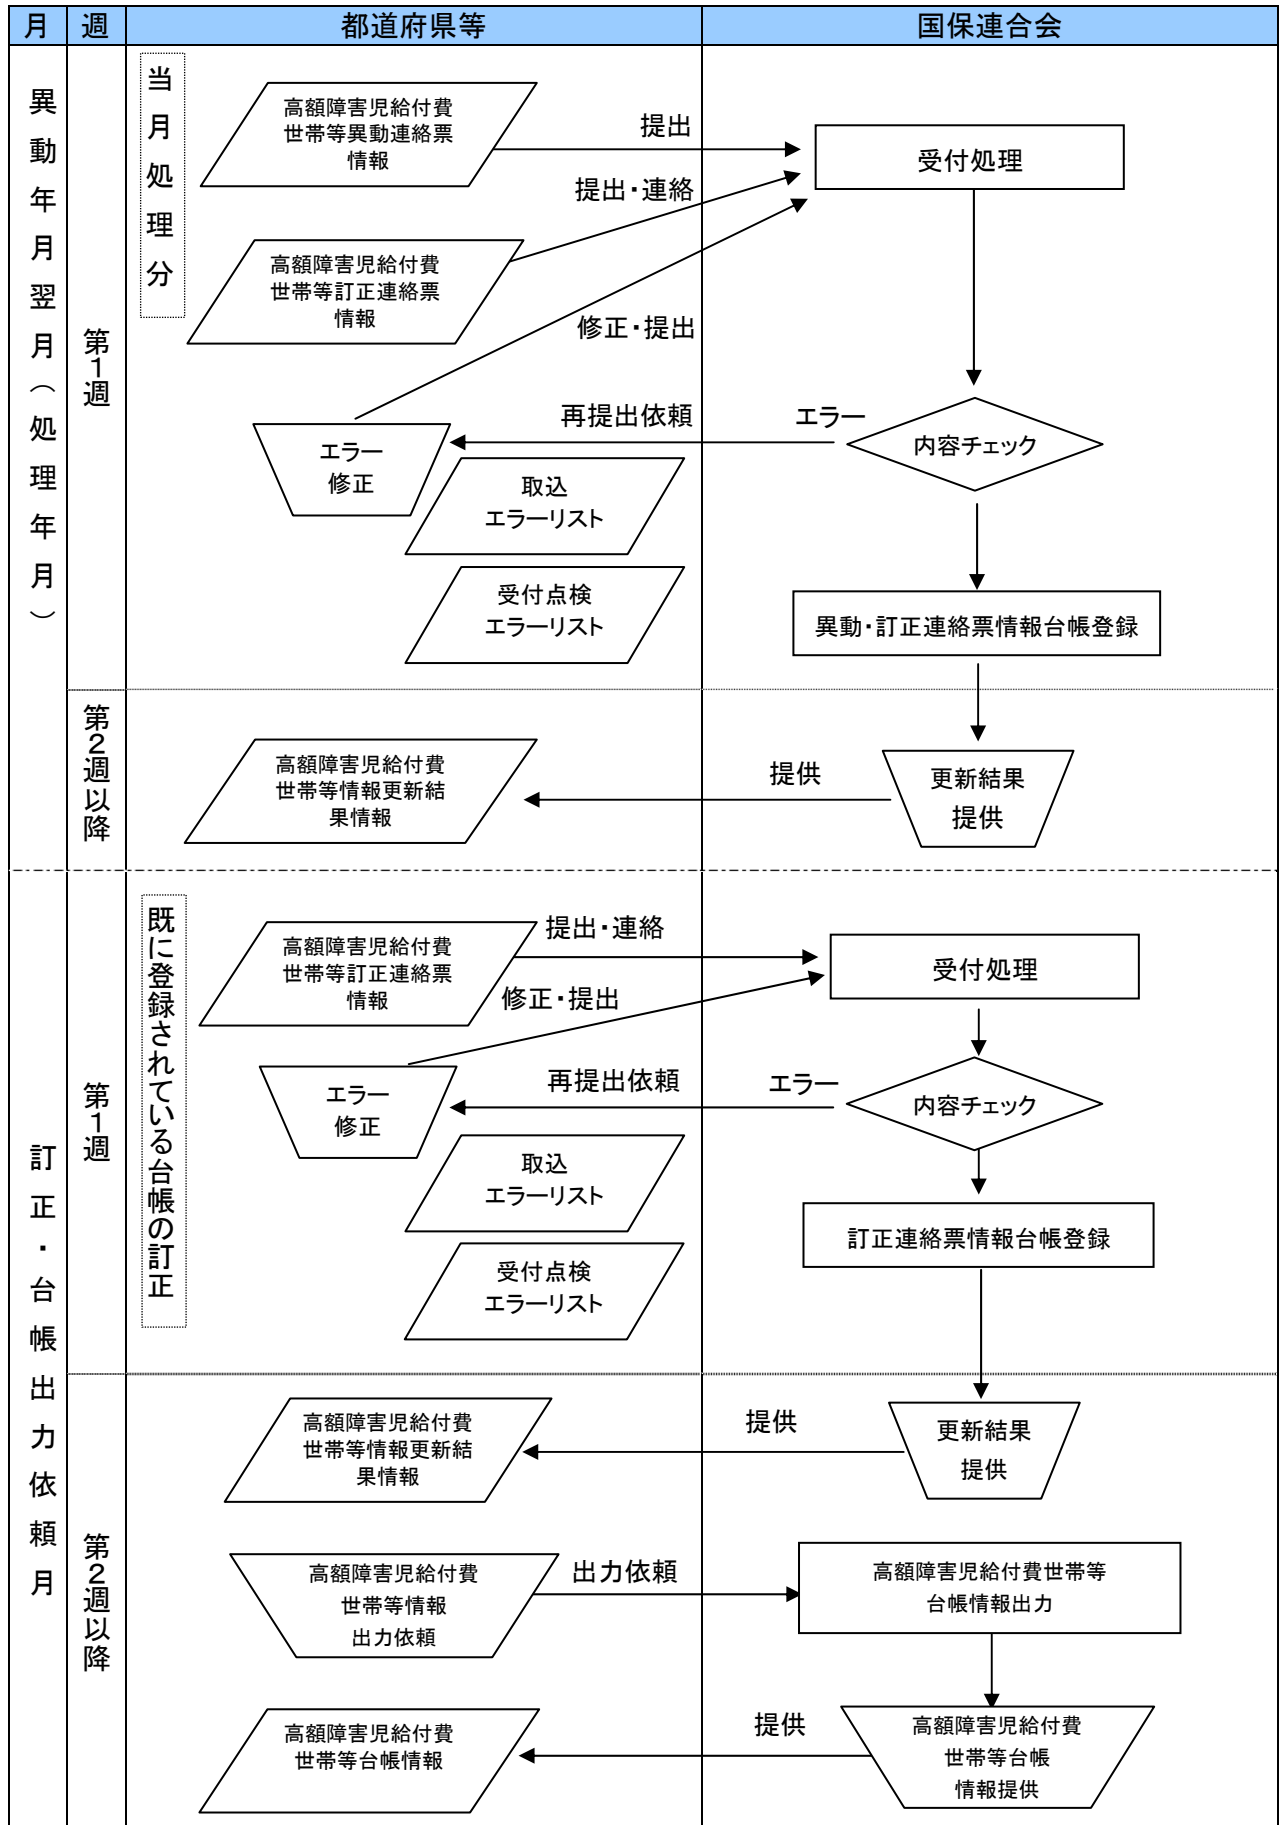 月
週
都道府県等
国保連合会
異動年月翌月（処理年月）
第1週
当月処理分
高額障害児給付費
世帯等異動連絡票
情報
提出
受付処理
提出・連絡
高額障害児給付費
世帯等訂正連絡票
情報
修正・提出
再提出依頼
エラー
内容チェック
エラー
修正
取込
エラーリスト
受付点検
エラーリスト
異動・訂正連絡票情報台帳登録
第2週以降
高額障害児給付費
世帯等情報更新結
果情報
提供
更新結果
提供
訂正・台帳出力依頼月
第1週
既に登録されている台帳の訂正
高額障害児給付費
世帯等訂正連絡票
情報
提出・連絡
受付処理
修正・提出
エラー
修正
再提出依頼
エラー
内容チェック
取込
エラーリスト
受付点検
エラーリスト
訂正連絡票情報台帳登録
第2週以降
高額障害児給付費
世帯等情報更新結
果情報
提供
更新結果
提供
高額障害児給付費
世帯等情報
出力依頼
出力依頼
高額障害児給付費世帯等
台帳情報出力
高額障害児給付費
世帯等台帳情報
提供
高額障害児給付費
世帯等台帳
情報提供